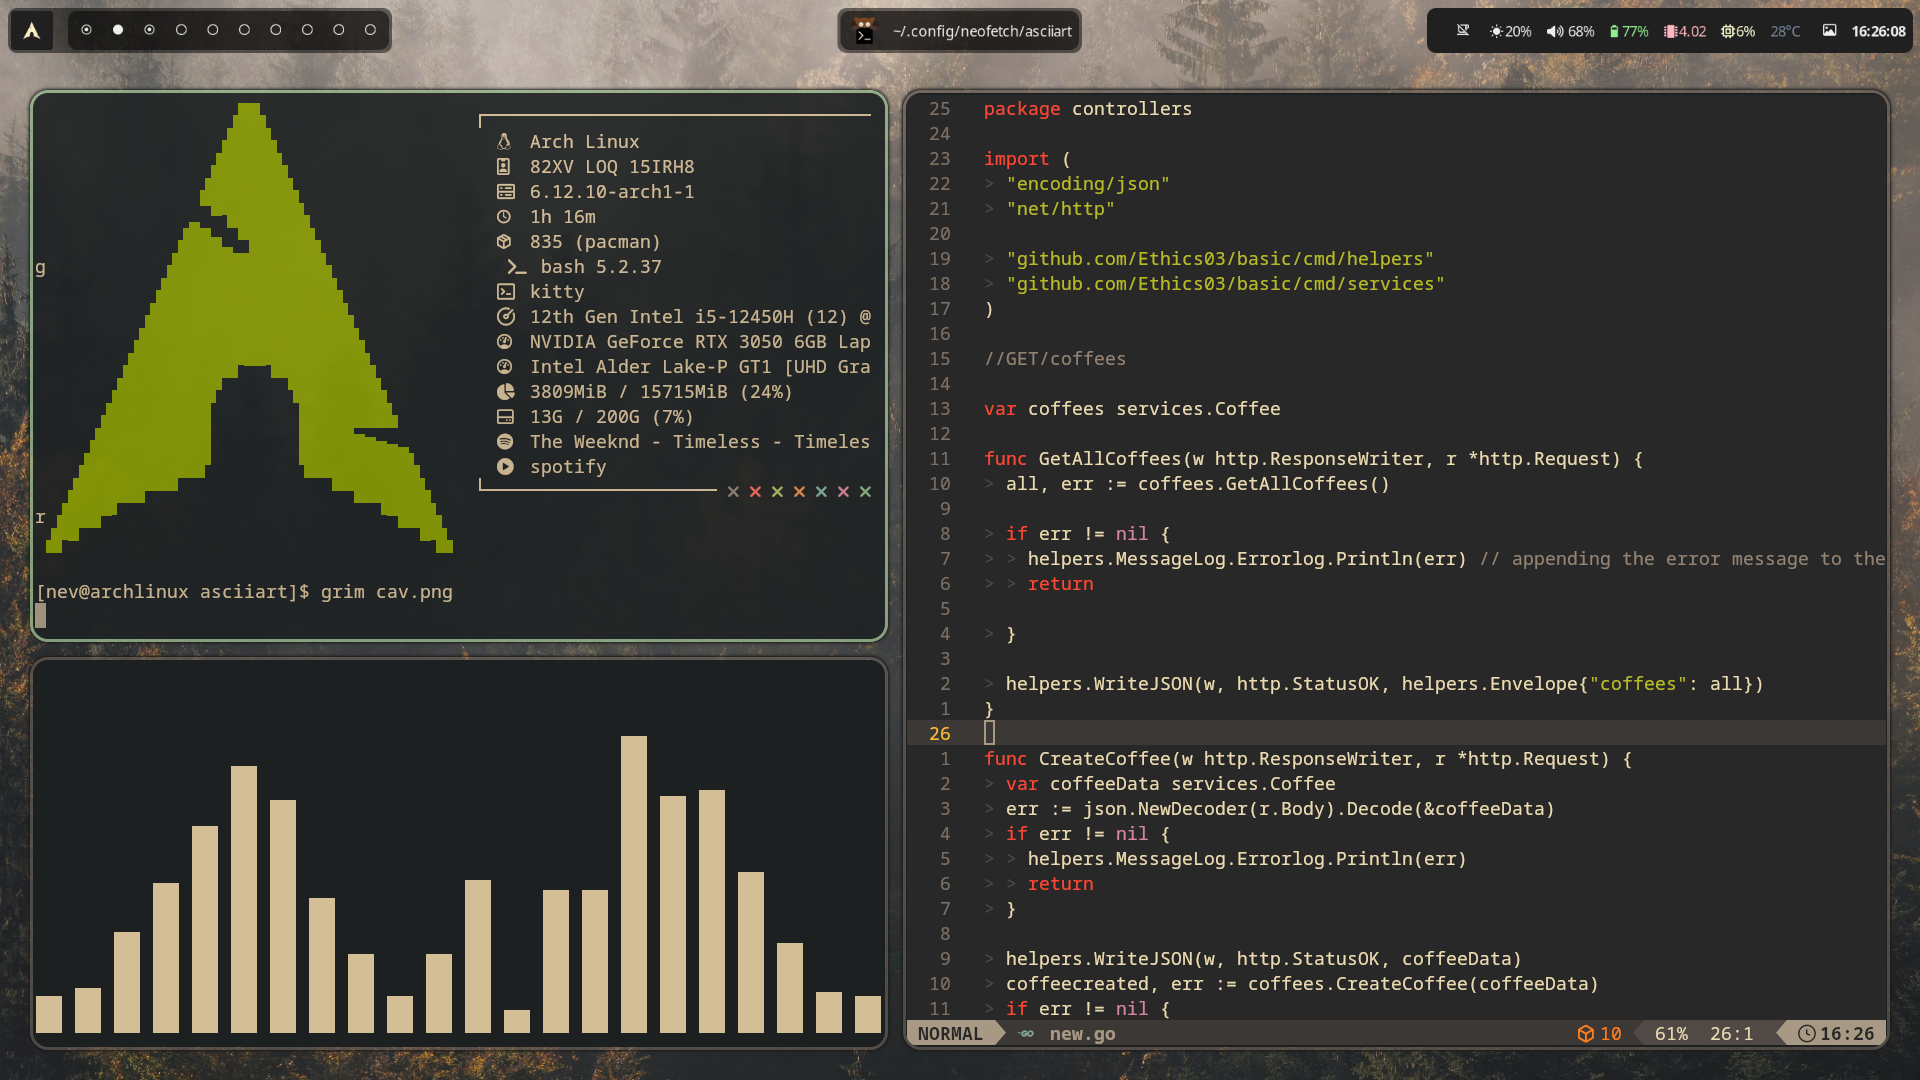 ~/.config/neofetch/asciiart
20% 68% 77% 4.02 6% 28°C 16:26:08
Arch Linux
82XV LOQ 15IRH8
6.12.10-arch1-1
1h 16m
835 (pacman)
g
bash 5.2.37
kitty
12th Gen Intel i5-12450H (12) @
NVIDIA GeForce RTX 3050 6GB Lap
Intel Alder Lake-P GT1 [UHD Gra
3809MiB / 15715MiB (24%)
13G / 200G (7%)
The Weeknd - Timeless - Timeles
spotify
r
[nev@archlinux asciiart]$ grim cav.png
25 package controllers
24
23 import (
22 > "encoding/json"
21 > "net/http"
20
19 > "github.com/Ethics03/basic/cmd/helpers"
18 > "github.com/Ethics03/basic/cmd/services"
17 )
16
15 //GET/coffees
14
13 var coffees services.Coffee
12
11 func GetAllCoffees(w http.ResponseWriter, r *http.Request) {
10 > all, err := coffees.GetAllCoffees()
9
8 > if err != nil {
7 > > helpers.MessageLog.Errorlog.Println(err) // appending the error message to the
6 > > return
5
4 > }
3
2 > helpers.WriteJSON(w, http.StatusOK, helpers.Envelope{"coffees": all})
1 }
26
1 func CreateCoffee(w http.ResponseWriter, r *http.Request) {
2 > var coffeeData services.Coffee
3 > err := json.NewDecoder(r.Body).Decode(&coffeeData)
4 > if err != nil {
5 > > helpers.MessageLog.Errorlog.Println(err)
6 > > return
7 > }
8
9 > helpers.WriteJSON(w, http.StatusOK, coffeeData)
10 > coffeecreated, err := coffees.CreateCoffee(coffeeData)
11 > if err != nil {
NORMAL new.go 10 61% 26:1 16:26